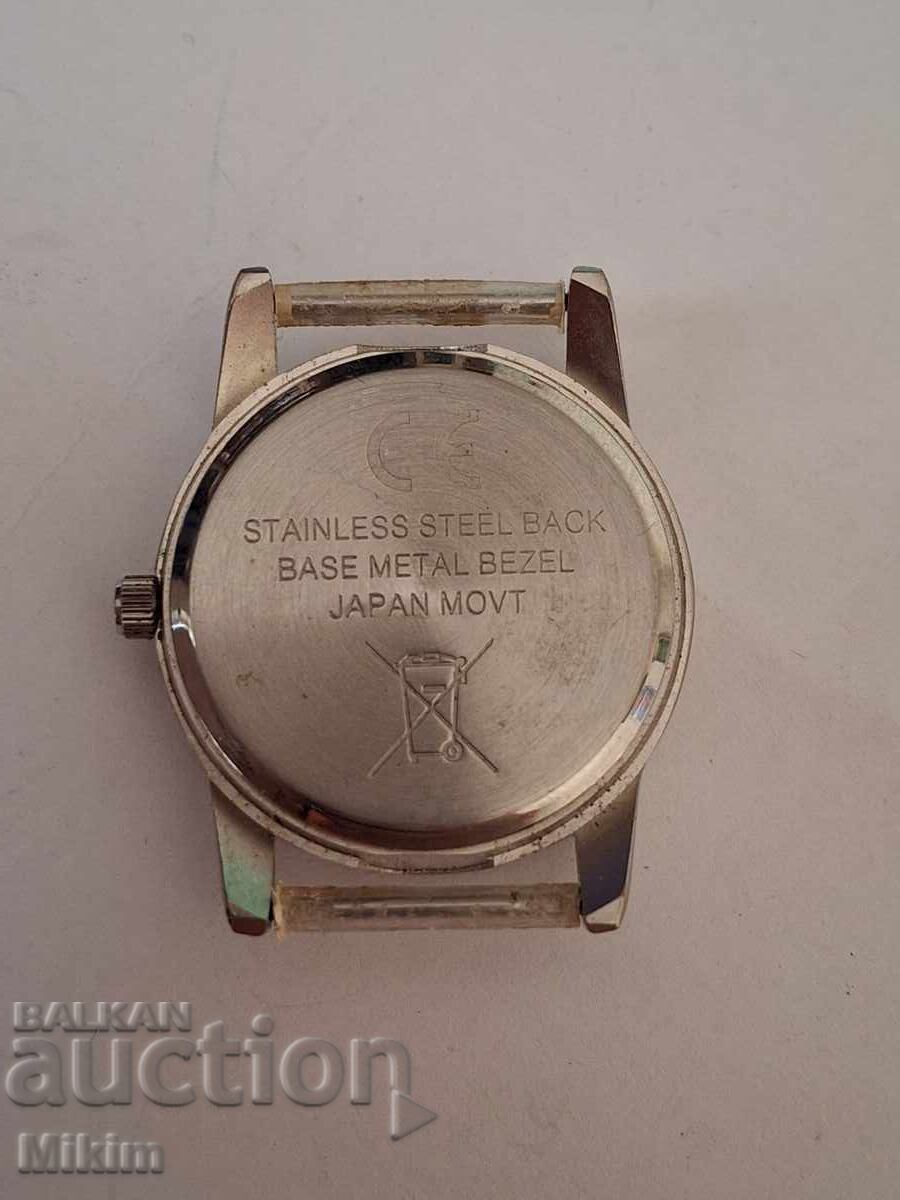 CE
STAINLESS STEEL BACK
BASE METAL BEZEL
JAPAN MOVT
BALKAN
auction
Mikim